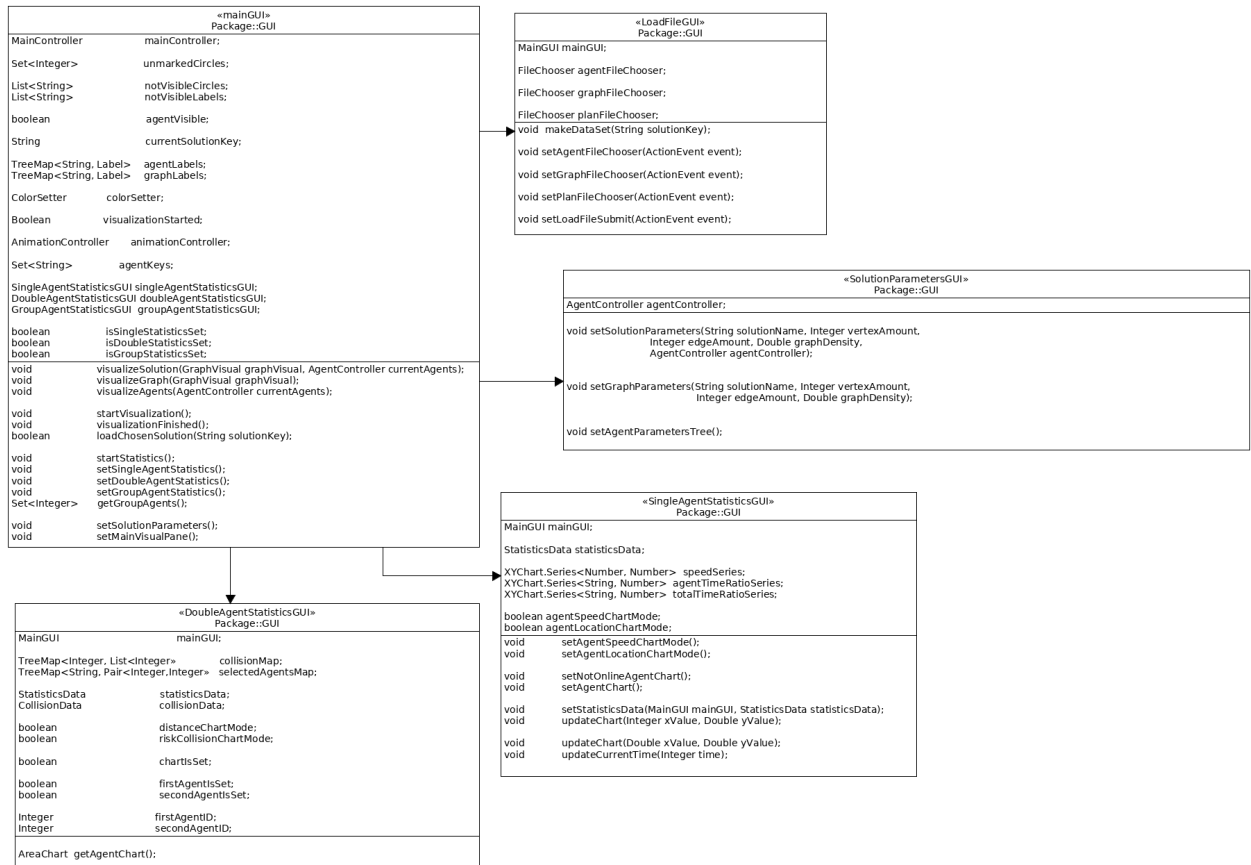 «mainGUI»
Package::GUI
MainController mainController;
Set<Integer> unmarkedCircles;
List<String> notVisibleCircles;
List<String> notVisibleLabels;
boolean agentVisible;
String currentSolutionKey;
TreeMap<String, Label> agentLabels;
TreeMap<String, Label> graphLabels;
ColorSetter colorSetter;
Boolean visualizationStarted;
AnimationController animationController;
Set<String> agentKeys;
SingleAgentStatisticsGUI singleAgentStatisticsGUI;
DoubleAgentStatisticsGUI doubleAgentStatisticsGUI;
GroupAgentStatisticsGUI groupAgentStatisticsGUI;
boolean isSingleStatisticsSet;
boolean isDoubleStatisticsSet;
boolean isGroupStatisticsSet;
void visualizeSolution(GraphVisual graphVisual, AgentController currentAgents);
void visualizeGraph(GraphVisual graphVisual);
void visualizeAgents(AgentController currentAgents);
void startVisualization();
void visualizationFinished();
boolean loadChosenSolution(String solutionKey);
void startStatistics();
void setSingleAgentStatistics();
void setDoubleAgentStatistics();
void setGroupAgentStatistics();
Set<Integer> getGroupAgents();
void setSolutionParameters();
void setMainVisualPane();
«LoadFileGUI»
Package::GUI
MainGUI mainGUI;
FileChooser agentFileChooser;
FileChooser graphFileChooser;
FileChooser planFileChooser;
void makeDataSet(String solutionKey);
void setAgentFileChooser(ActionEvent event);
void setGraphFileChooser(ActionEvent event);
void setPlanFileChooser(ActionEvent event);
void setLoadFileSubmit(ActionEvent event);
«SolutionParametersGUI»
Package::GUI
AgentController agentController;
void setSolutionParameters(String solutionName, Integer vertexAmount,
Integer edgeAmount, Double graphDensity,
AgentController agentController);
void setGraphParameters(String solutionName, Integer vertexAmount,
Integer edgeAmount, Double graphDensity);
void setAgentParametersTree();
«SingleAgentStatisticsGUI»
Package::GUI
MainGUI mainGUI;
StatisticsData statisticsData;
XYChart.Series<Number, Number> speedSeries;
XYChart.Series<String, Number> agentTimeRatioSeries;
XYChart.Series<String, Number> totalTimeRatioSeries;
boolean agentSpeedChartMode;
boolean agentLocationChartMode;
void setAgentSpeedChartMode();
void setAgentLocationChartMode();
void setNotOnlineAgentChart();
void setAgentChart();
void setStatisticsData(MainGUI mainGUI, StatisticsData statisticsData);
void updateChart(Integer xValue, Double yValue);
void updateChart(Double xValue, Double yValue);
void updateCurrentTime(Integer time);
«DoubleAgentStatisticsGUI»
Package::GUI
MainGUI mainGUI;
TreeMap<Integer, List<Integer» collisionMap;
TreeMap<String, Pair<Integer,Integer» selectedAgentsMap;
StatisticsData statisticsData;
CollisionData collisionData;
boolean distanceChartMode;
boolean riskCollisionChartMode;
boolean chartIsSet;
boolean firstAgentIsSet;
boolean secondAgentIsSet;
Integer firstAgentID;
Integer secondAgentID;
AreaChart getAgentChart();